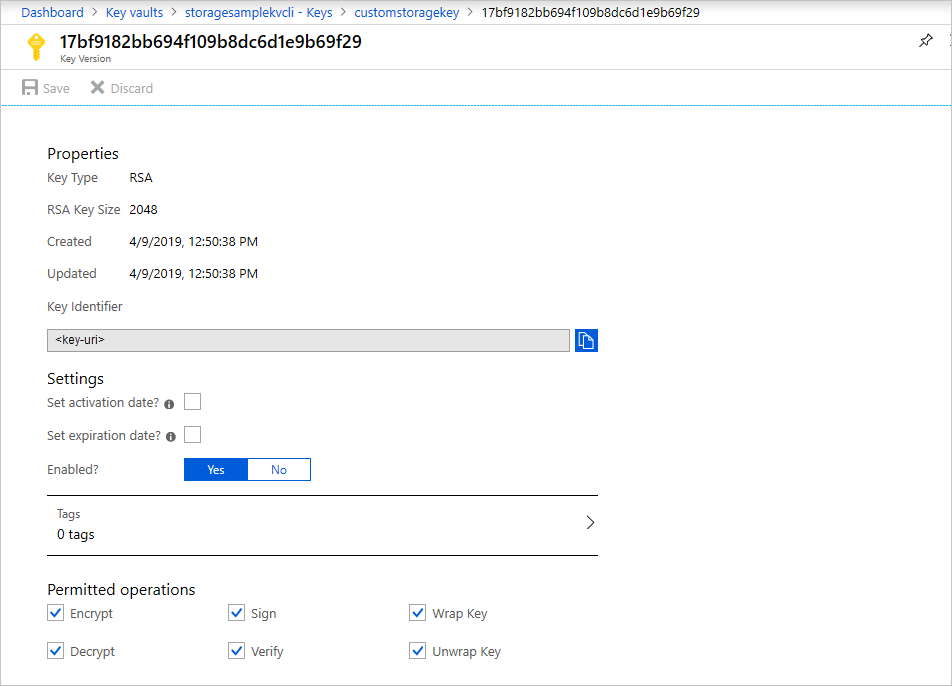 Dashboard > Key vaults > storagesamplekvcli - Keys > customstoragekey > 17bf9182bb694f109b8dc6d1e9b69f29
17bf9182bb694f109b8dc6d1e9b69f29
Key Version
Save Discard
Properties
Key Type RSA
RSA Key Size 2048
Created 4/9/2019, 12:50:38 PM
Updated 4/9/2019, 12:50:38 PM
Key Identifier
<key-uri>
Settings
Set activation date?
Set expiration date?
Enabled? Yes No
Tags
0 tags
Permitted operations
Encrypt Sign Wrap Key
Decrypt Verify Unwrap Key